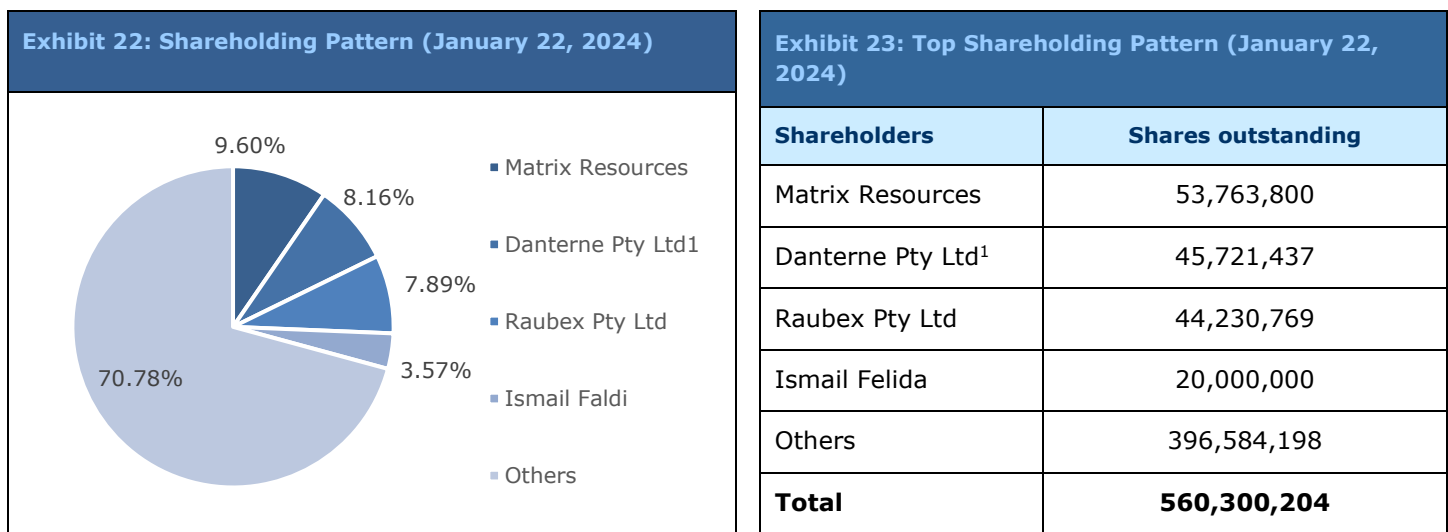 Exhibit 22: Shareholding Pattern (January 22, 2024)
9.60%
8.16%
7.89%
3.57%
70.78%
Matrix Resources
Danterne Pty Ltd1
Raubex Pty Ltd
Ismail Faldi
Others
Exhibit 23: Top Shareholding Pattern (January 22,
2024)
Shareholders Shares outstanding
Matrix Resources 53,763,800
Danterne Pty Ltd¹ 45,721,437
Raubex Pty Ltd 44,230,769
Ismail Felida 20,000,000
Others 396,584,198
Total 560,300,204